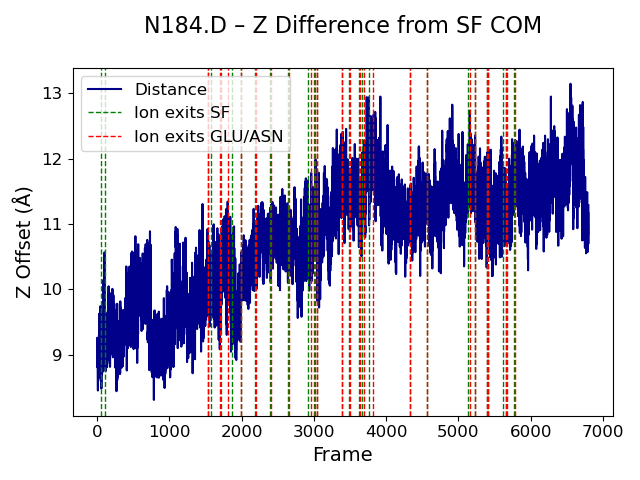 N184.D – Z Difference from SF COM
Distance
Ion exits SF
Ion exits GLU/ASN
13
12
11
10
9
Z Offset (Å)
0 1000 2000 3000 4000 5000 6000 7000
Frame